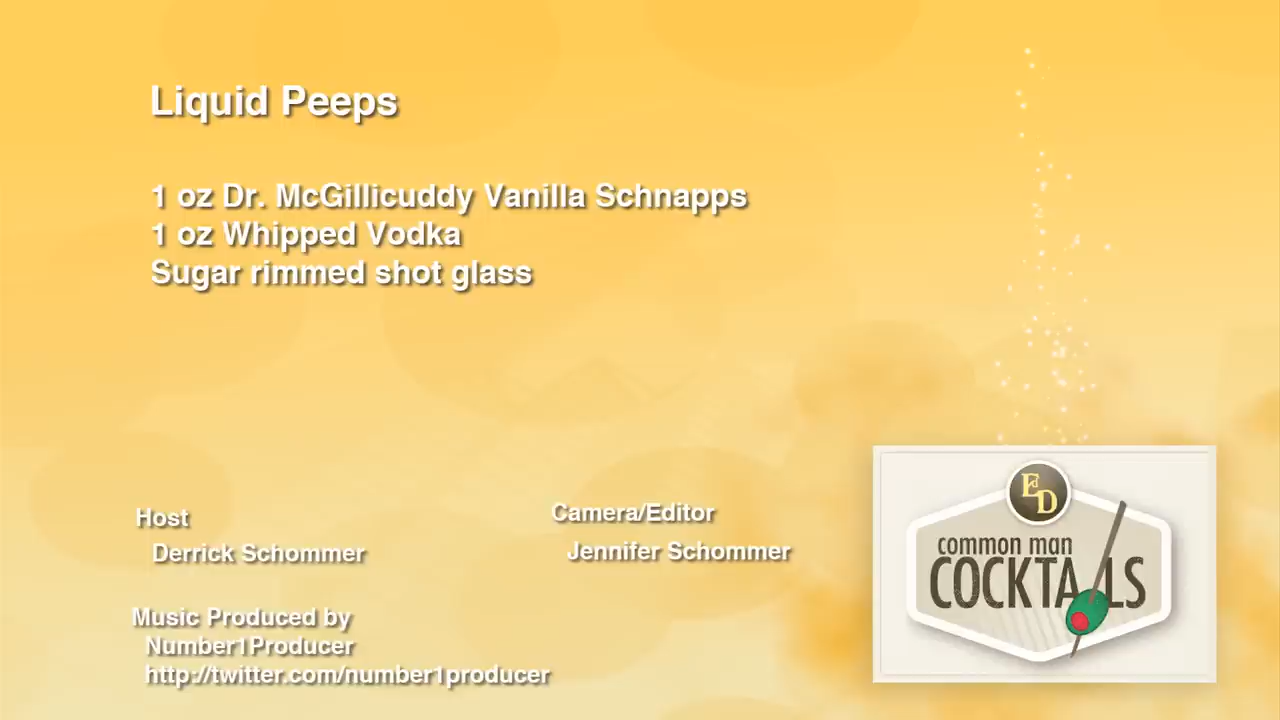 Liquid Peeps
1 oz Dr. McGillicuddy Vanilla Schnapps
1 oz Whipped Vodka
Sugar rimmed shot glass
Host
Derrick Schommer
Camera/Editor
Jennifer Schommer
Music Produced by
Number1Producer
http://twitter.com/number1producer
Ed D
common man
COCKTAILS